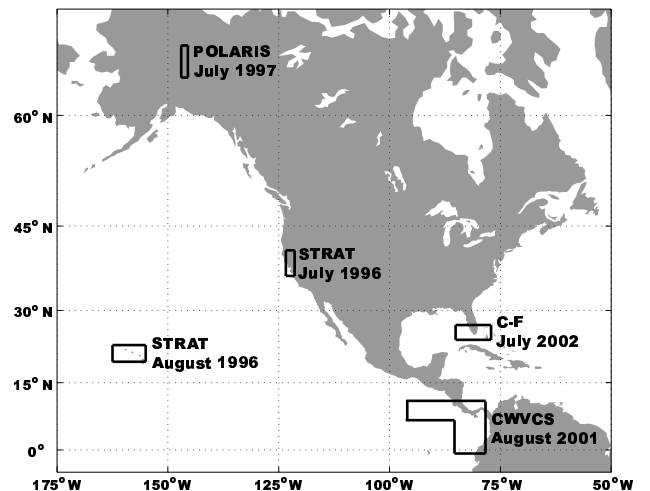 POLARIS
July 1997
60° N
45° N
STRAT
July 1996
30° N
C-F
July 2002
STRAT
August 1996
15° N
CWVCS
August 2001
0°
175°W 150°W 125°W 100°W 75°W 50°W